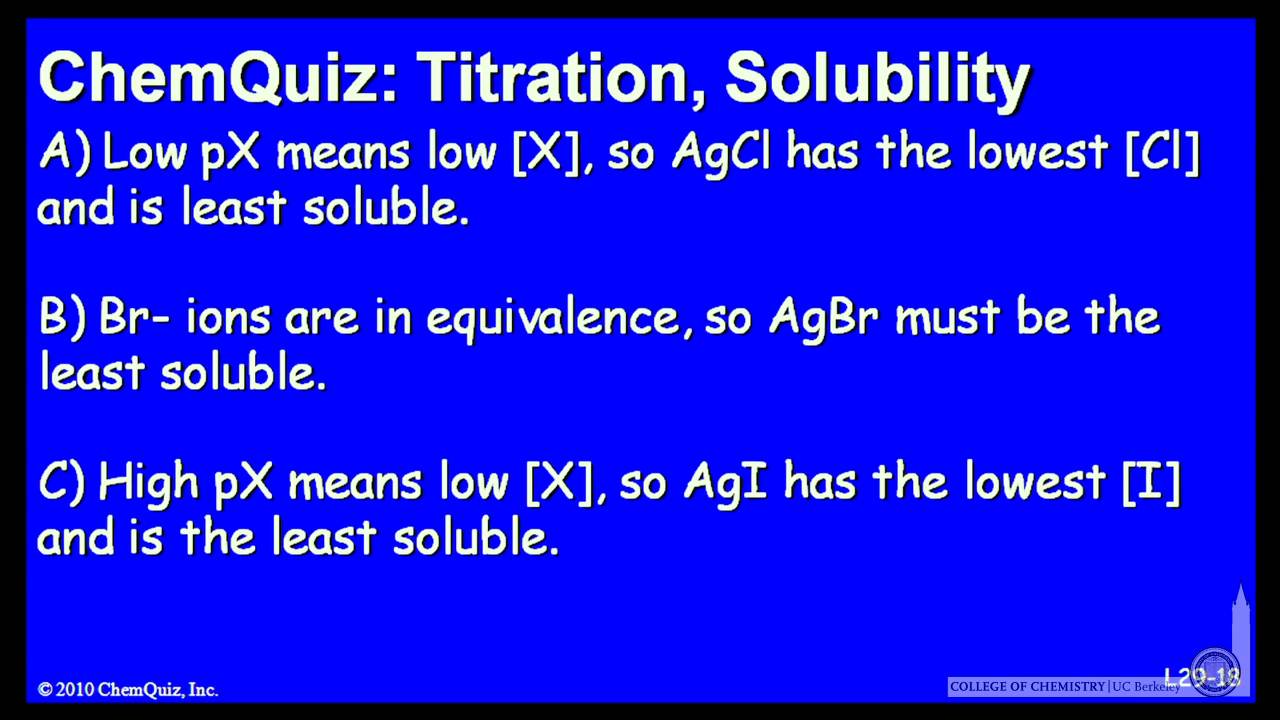 ChemQuiz: Titration, Solubility
A) Low pX means low [X], so AgCl has the lowest [Cl]
and is least soluble.
B) Br- ions are in equivalence, so AgBr must be the
least soluble.
C) High pX means low [X], so AgI has the lowest [I]
and is the least soluble.
© 2010 ChemQuiz, Inc.
L29-18
COLLEGE OF CHEMISTRY | UC Berkeley